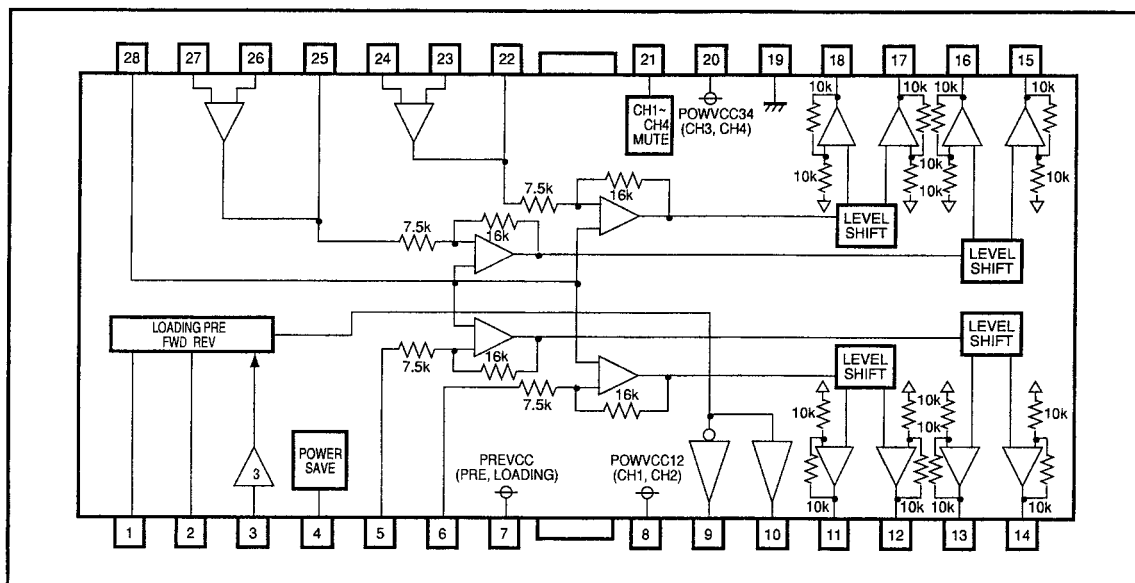 28 27 26 25 24 23 22 21 20 19 18 17 16 15
CH1~
CH4
MUTE
POWVCC34
(CH3, CH4)
10k 10k 10k 10k
10k 10k 10k 10k
7.5k 16k
7.5k 16k
LEVEL
SHIFT
LEVEL
SHIFT
LOADING PRE
FWD REV
7.5k 16k
7.5k 16k
LEVEL
SHIFT
LEVEL
SHIFT
3
POWER
SAVE
PREVCC
(PRE, LOADING)
POWVCC12
(CH1, CH2)
10k 10k 10k 10k
10k 10k 10k 10k
1 2 3 4 5 6 7 8 9 10 11 12 13 14